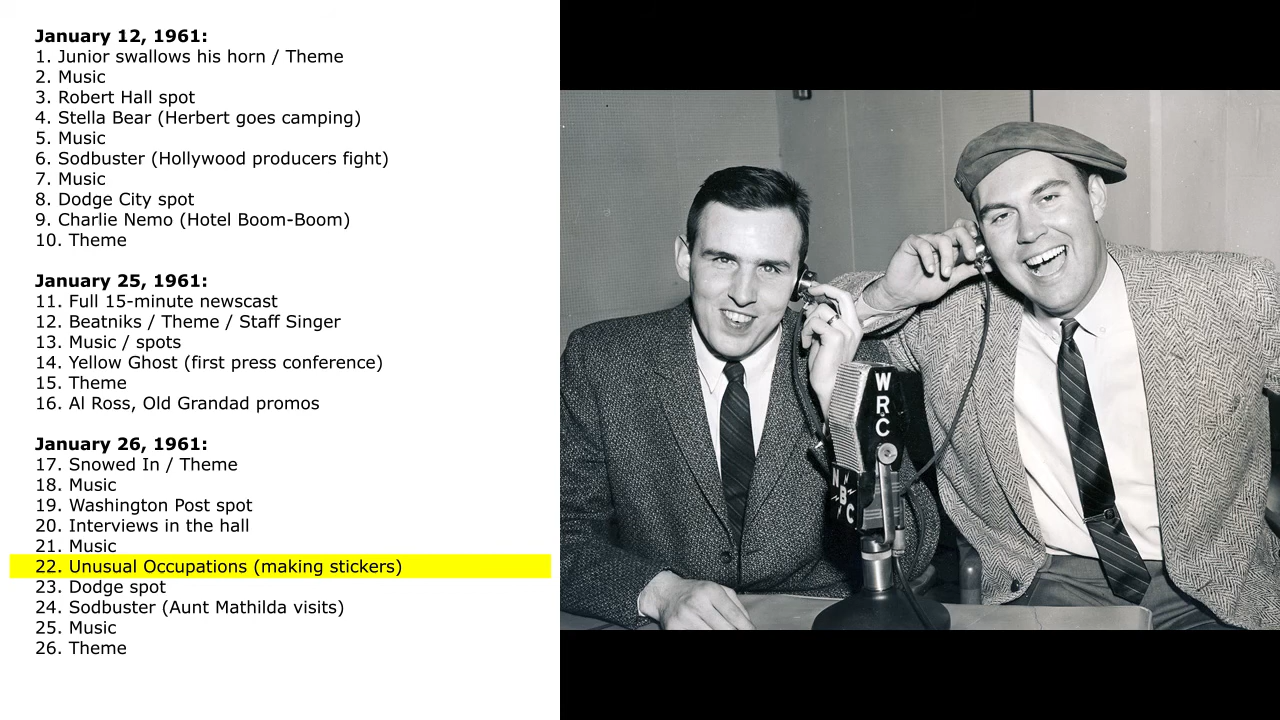 January 12, 1961:
1. Junior swallows his horn / Theme
2. Music
3. Robert Hall spot
4. Stella Bear (Herbert goes camping)
5. Music
6. Sodbuster (Hollywood producers fight)
7. Music
8. Dodge City spot
9. Charlie Nemo (Hotel Boom-Boom)
10. Theme
January 25, 1961:
11. Full 15-minute newscast
12. Beatniks / Theme / Staff Singer
13. Music / spots
14. Yellow Ghost (first press conference)
15. Theme
16. Al Ross, Old Grandad promos
January 26, 1961:
17. Snowed In / Theme
18. Music
19. Washington Post spot
20. Interviews in the hall
21. Music
22. Unusual Occupations (making stickers)
23. Dodge spot
24. Sodbuster (Aunt Mathilda visits)
25. Music
26. Theme
WRC
NBC